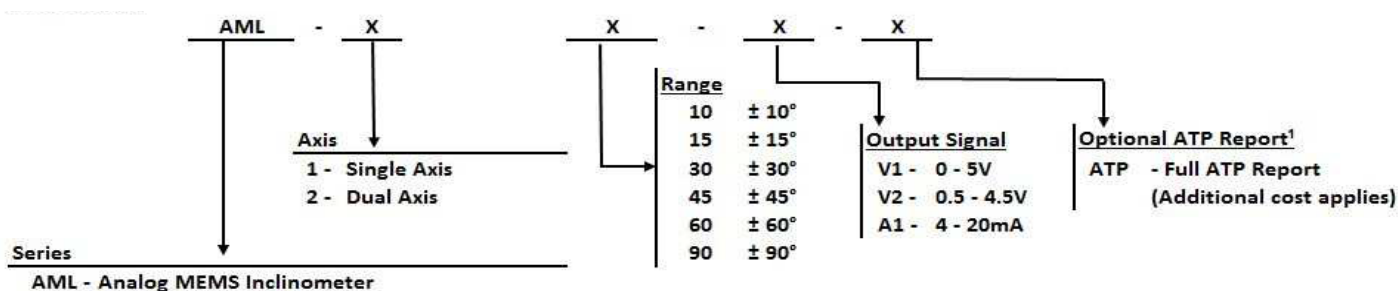 AML - X X - X - X
Range
10 ± 10°
15 ± 15°
30 ± 30°
45 ± 45°
60 ± 60°
90 ± 90°
Axis
1 - Single Axis
2 - Dual Axis
Output Signal
V1 - 0 - 5V
V2 - 0.5 - 4.5V
A1 - 4 - 20mA
Optional ATP Report¹
ATP - Full ATP Report
(Additional cost applies)
Series
AML - Analog MEMS Inclinometer